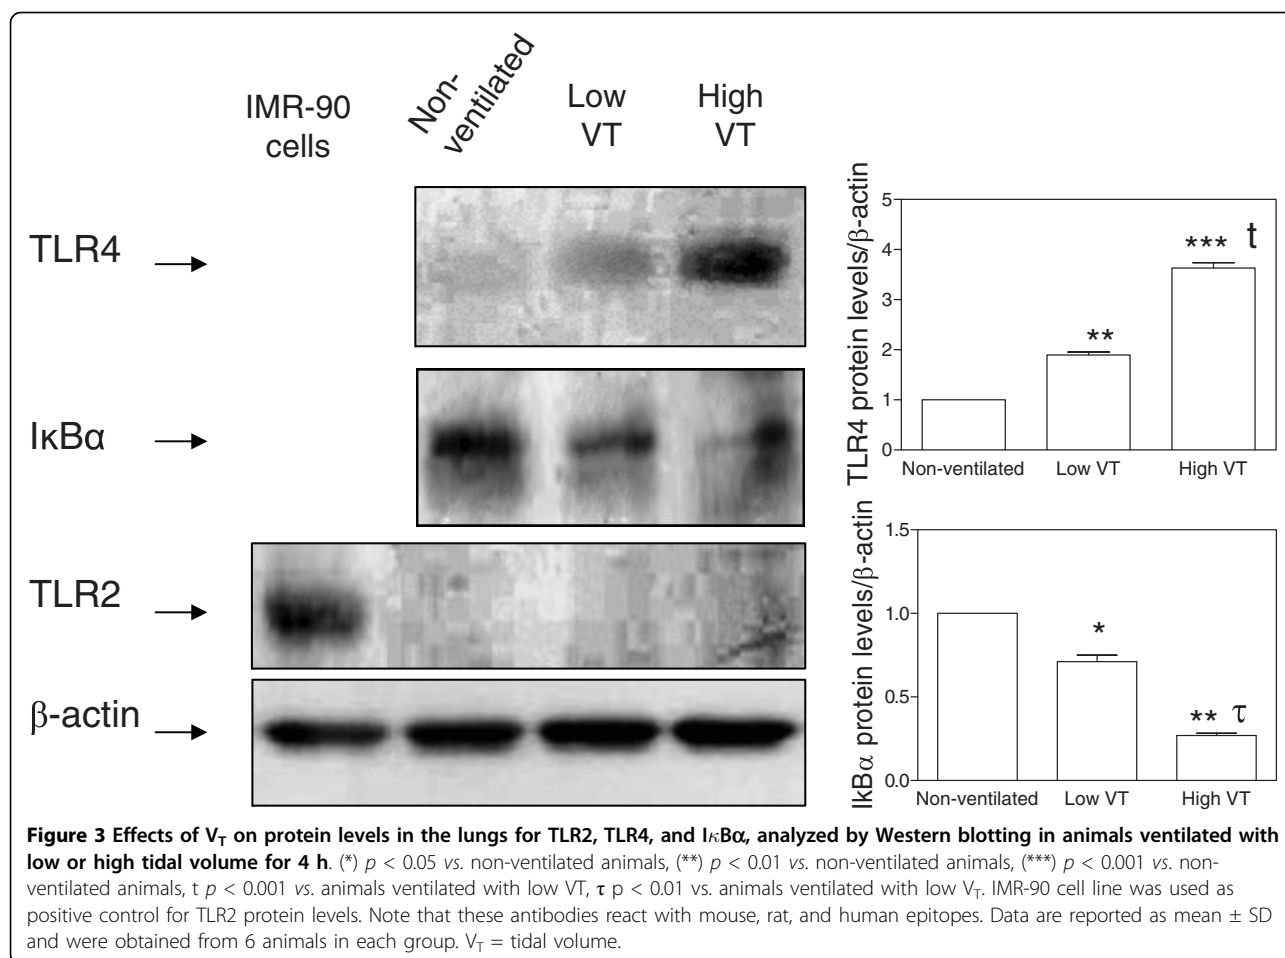 IMR-90
cells
Non-
ventilated
Low
VT
High
VT
TLR4
IκBα
TLR2
β-actin
TLR4 protein levels/β-actin
5
4
3
2
1
0
**
*** t
Non-ventilated Low VT High VT
IkBα protein levels/β-actin
1.5
1.0
0.5
0.0
*
** τ
Non-ventilated Low VT High VT
Figure 3 Effects of V_T on protein levels in the lungs for TLR2, TLR4, and IκBα, analyzed by Western blotting in animals ventilated with
low or high tidal volume for 4 h. (*) p < 0.05 vs. non-ventilated animals, (**) p < 0.01 vs. non-ventilated animals, (***) p < 0.001 vs. non-
ventilated animals, t p < 0.001 vs. animals ventilated with low VT, τ p < 0.01 vs. animals ventilated with low V_T. IMR-90 cell line was used as
positive control for TLR2 protein levels. Note that these antibodies react with mouse, rat, and human epitopes. Data are reported as mean ± SD
and were obtained from 6 animals in each group. V_T = tidal volume.